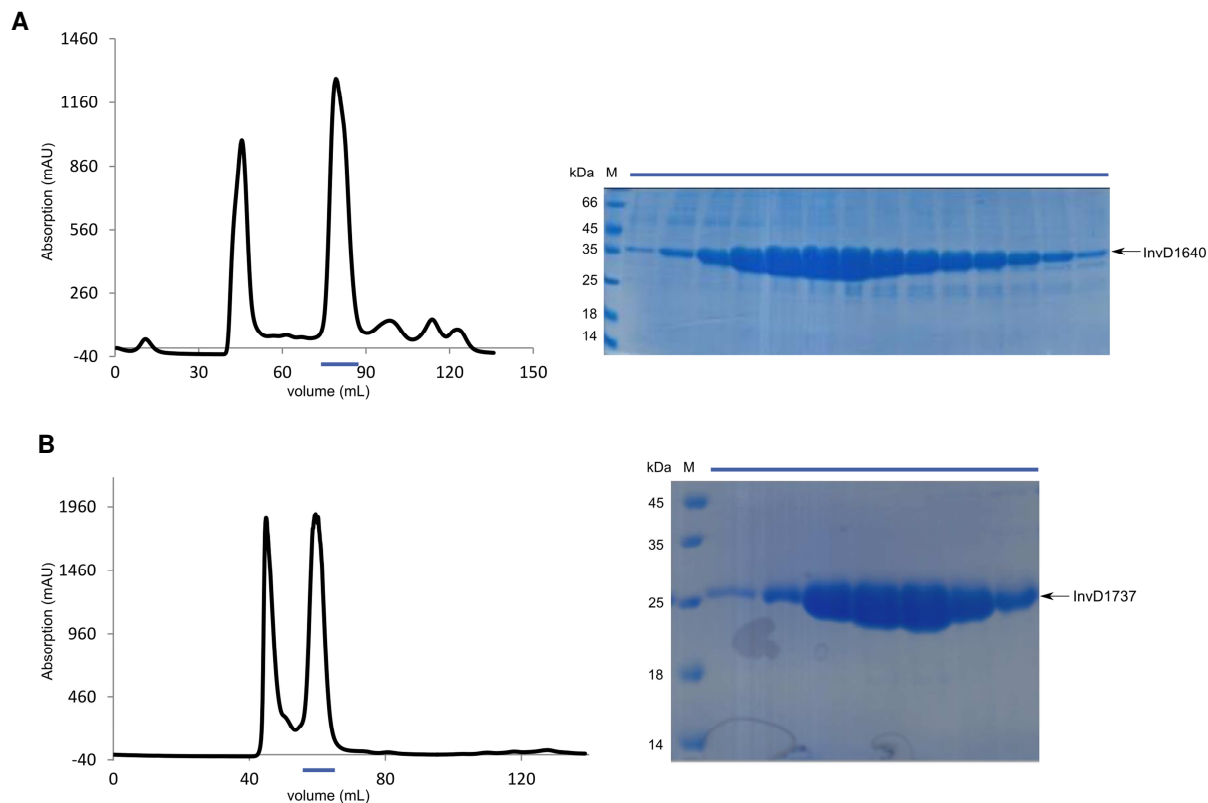 A
1460
1160
860
560
260
-40
Absorption (mAU)
0 30 60 90 120 150
volume (mL)
kDa M
66
45
35
25
18
14
InvD1640
B
1960
1460
960
460
-40
Absorption (mAU)
0 40 80 120
volume (mL)
kDa M
45
35
25
18
14
InvD1737